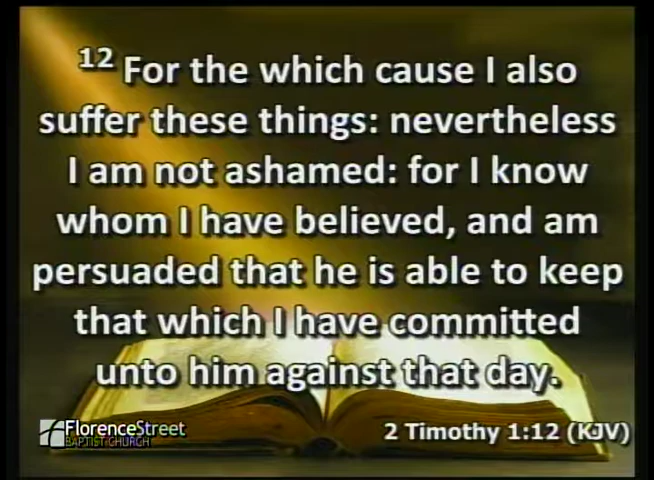 12 For the which cause I also
suffer these things: nevertheless
I am not ashamed: for I know
whom I have believed, and am
persuaded that he is able to keep
that which I have committed
unto him against that day.
FlorenceStreet
BAPTIST CHURCH
2 Timothy 1:12 (KJV)